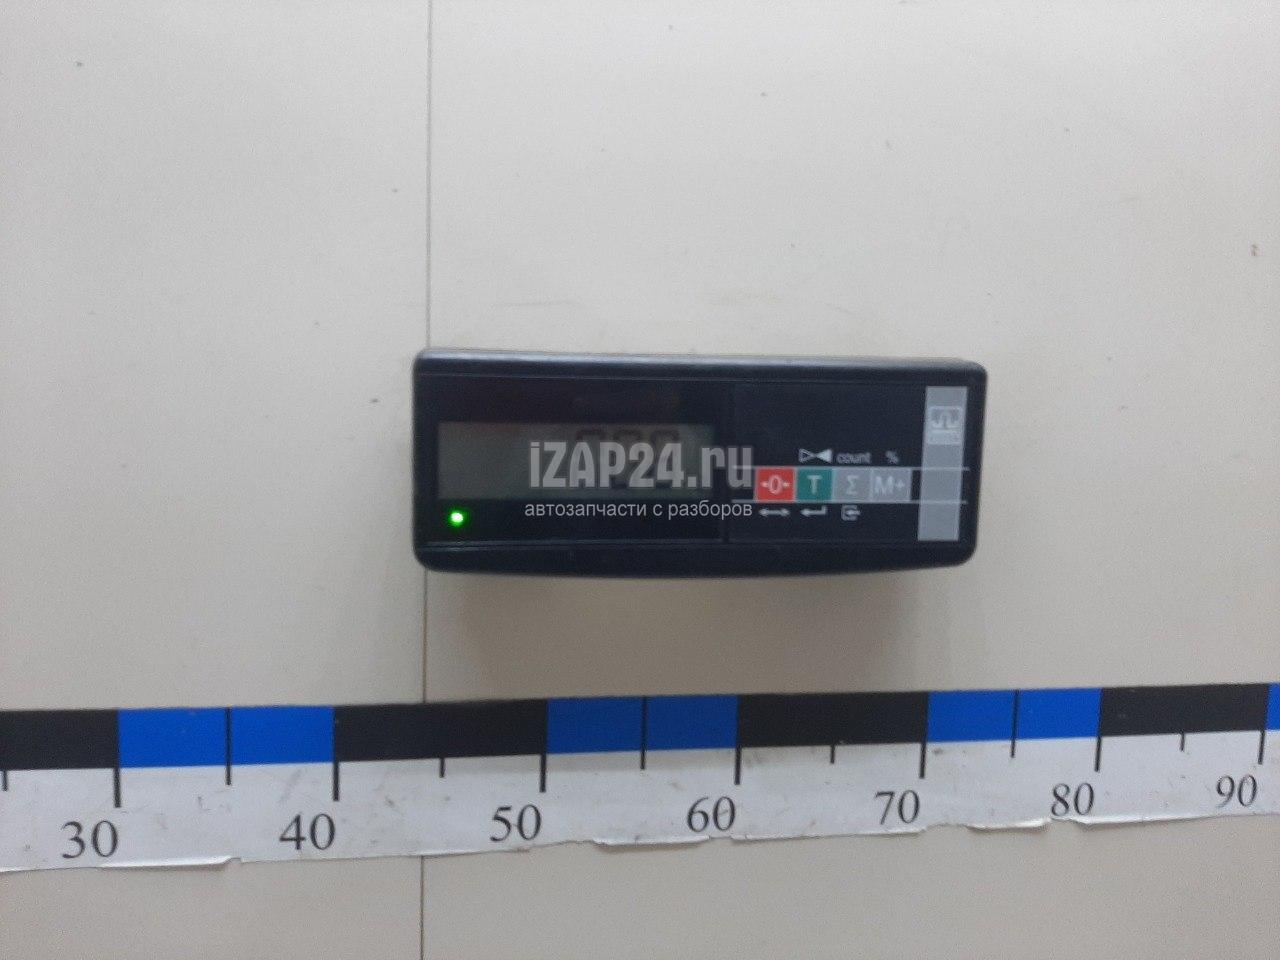 iZAP24.ru
автозапчасти с разборов
count %
·0· T Σ M+
30 40 50 60 70 80 90